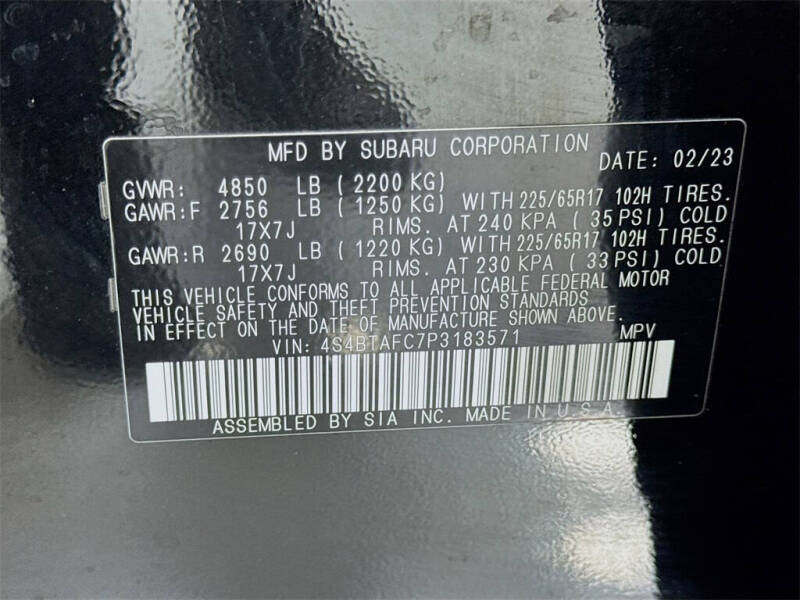 MFD BY SUBARU CORPORATION DATE: 02/23
GVWR: 4850 LB ( 2200 KG)
GAWR:F 2756 LB ( 1250 KG) WITH 225/65R17 102H TIRES.
17X7J RIMS. AT 240 KPA ( 35 PSI) COLD
GAWR:R 2690 LB ( 1220 KG) WITH 225/65R17 102H TIRES.
17X7J RIMS. AT 230 KPA ( 33 PSI) COLD
THIS VEHICLE CONFORMS TO ALL APPLICABLE FEDERAL MOTOR
VEHICLE SAFETY AND THEFT PREVENTION STANDARDS
IN EFFECT ON THE DATE OF MANUFACTURE SHOWN ABOVE.
VIN: 4S4BTAFC7P3183571 MPV
ASSEMBLED BY SIA INC. MADE IN U.S.A.